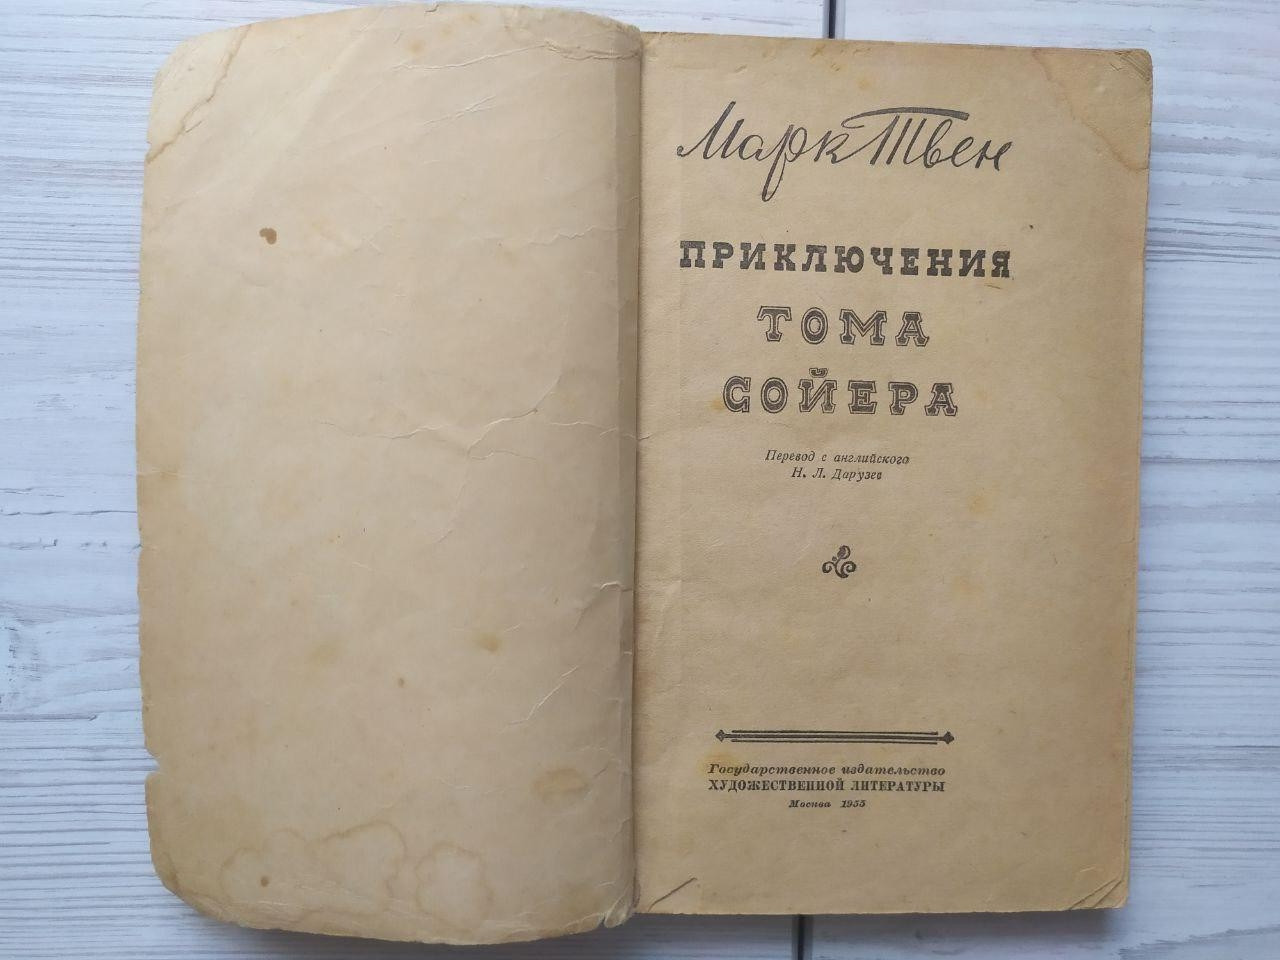 Марк Твен
ПРИКЛЮЧЕНИЯ
ТОМА
СОЙЕРА
Перевод с английского
Н. Л. Дарузес
Государственное издательство
ХУДОЖЕСТВЕННОЙ ЛИТЕРАТУРЫ
Москва 1955